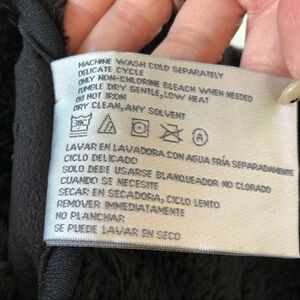 MACHINE WASH COLD SEPARATELY
DELICATE CYCLE
ONLY NON-CHLORINE BLEACH WHEN NEEDED
TUMBLE DRY GENTLE, LOW HEAT
DO NOT IRON
DRY CLEAN, ANY SOLVENT
A
LAVAR EN LAVADORA CON AGUA FRÍA SEPARADAMENTE
CICLO DELICADO
SOLO DEBE USARSE BLANQUEADOR NO CLORADO
CUANDO SE NECESITE
SECAR EN SECADORA, CICLO LENTO
REMOVER IMMEDIATAMENTE
NO PLANCHAR
SE PUEDE LAVAR EN SECO